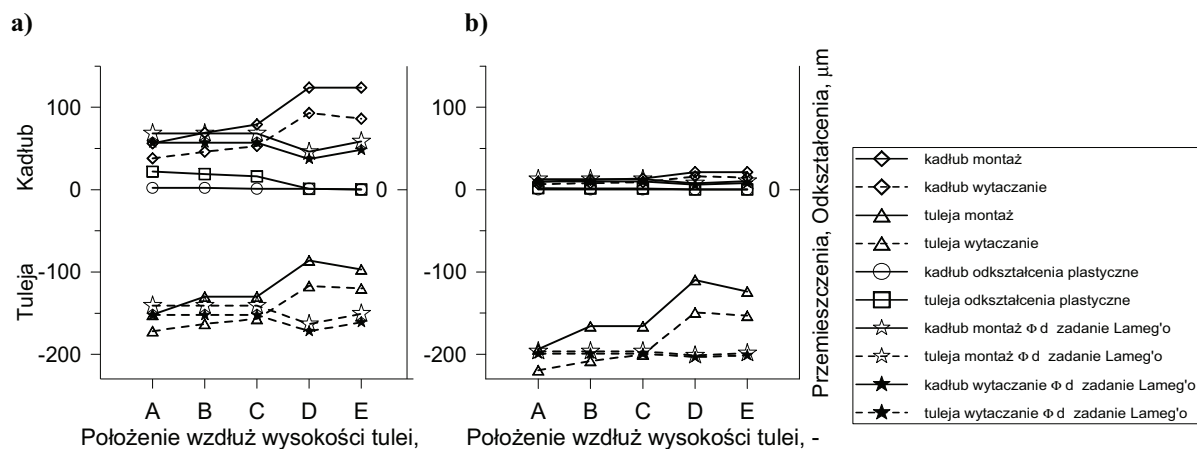 a)
b)
100
0
-100
-200
Kadłub
Tuleja
0
A B C D E
Położenie wzdłuż wysokości tulei,
100
0
-100
-200
0
A B C D E
Położenie wzdłuż wysokości tulei, -
Przemieszczenia, Odkształcenia, μm
kadłub montaż
kadłub wytaczanie
tuleja montaż
tuleja wytaczanie
kadłub odkształcenia plastyczne
tuleja odkształcenia plastyczne
kadłub montaż Φ d zadanie Lameg'o
tuleja montaż Φ d zadanie Lameg'o
kadłub wytaczanie Φ d zadanie Lameg'o
tuleja wytaczanie Φ d zadanie Lameg'o